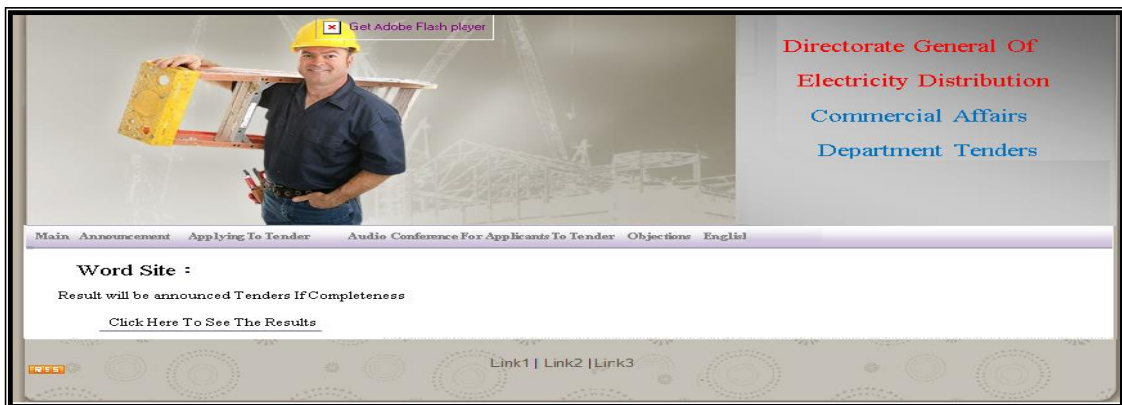 Get Adobe Flash player
Directorate General Of
Electricity Distribution
Commercial Affairs
Department Tenders
Main Announcement Applying To Tender Audio Conference For Applicants To Tender Objections Englisl
Word Site :
Result will be announced Tenders If Completeness
Click Here To See The Results
RSS
Link1 | Link2 | Link3